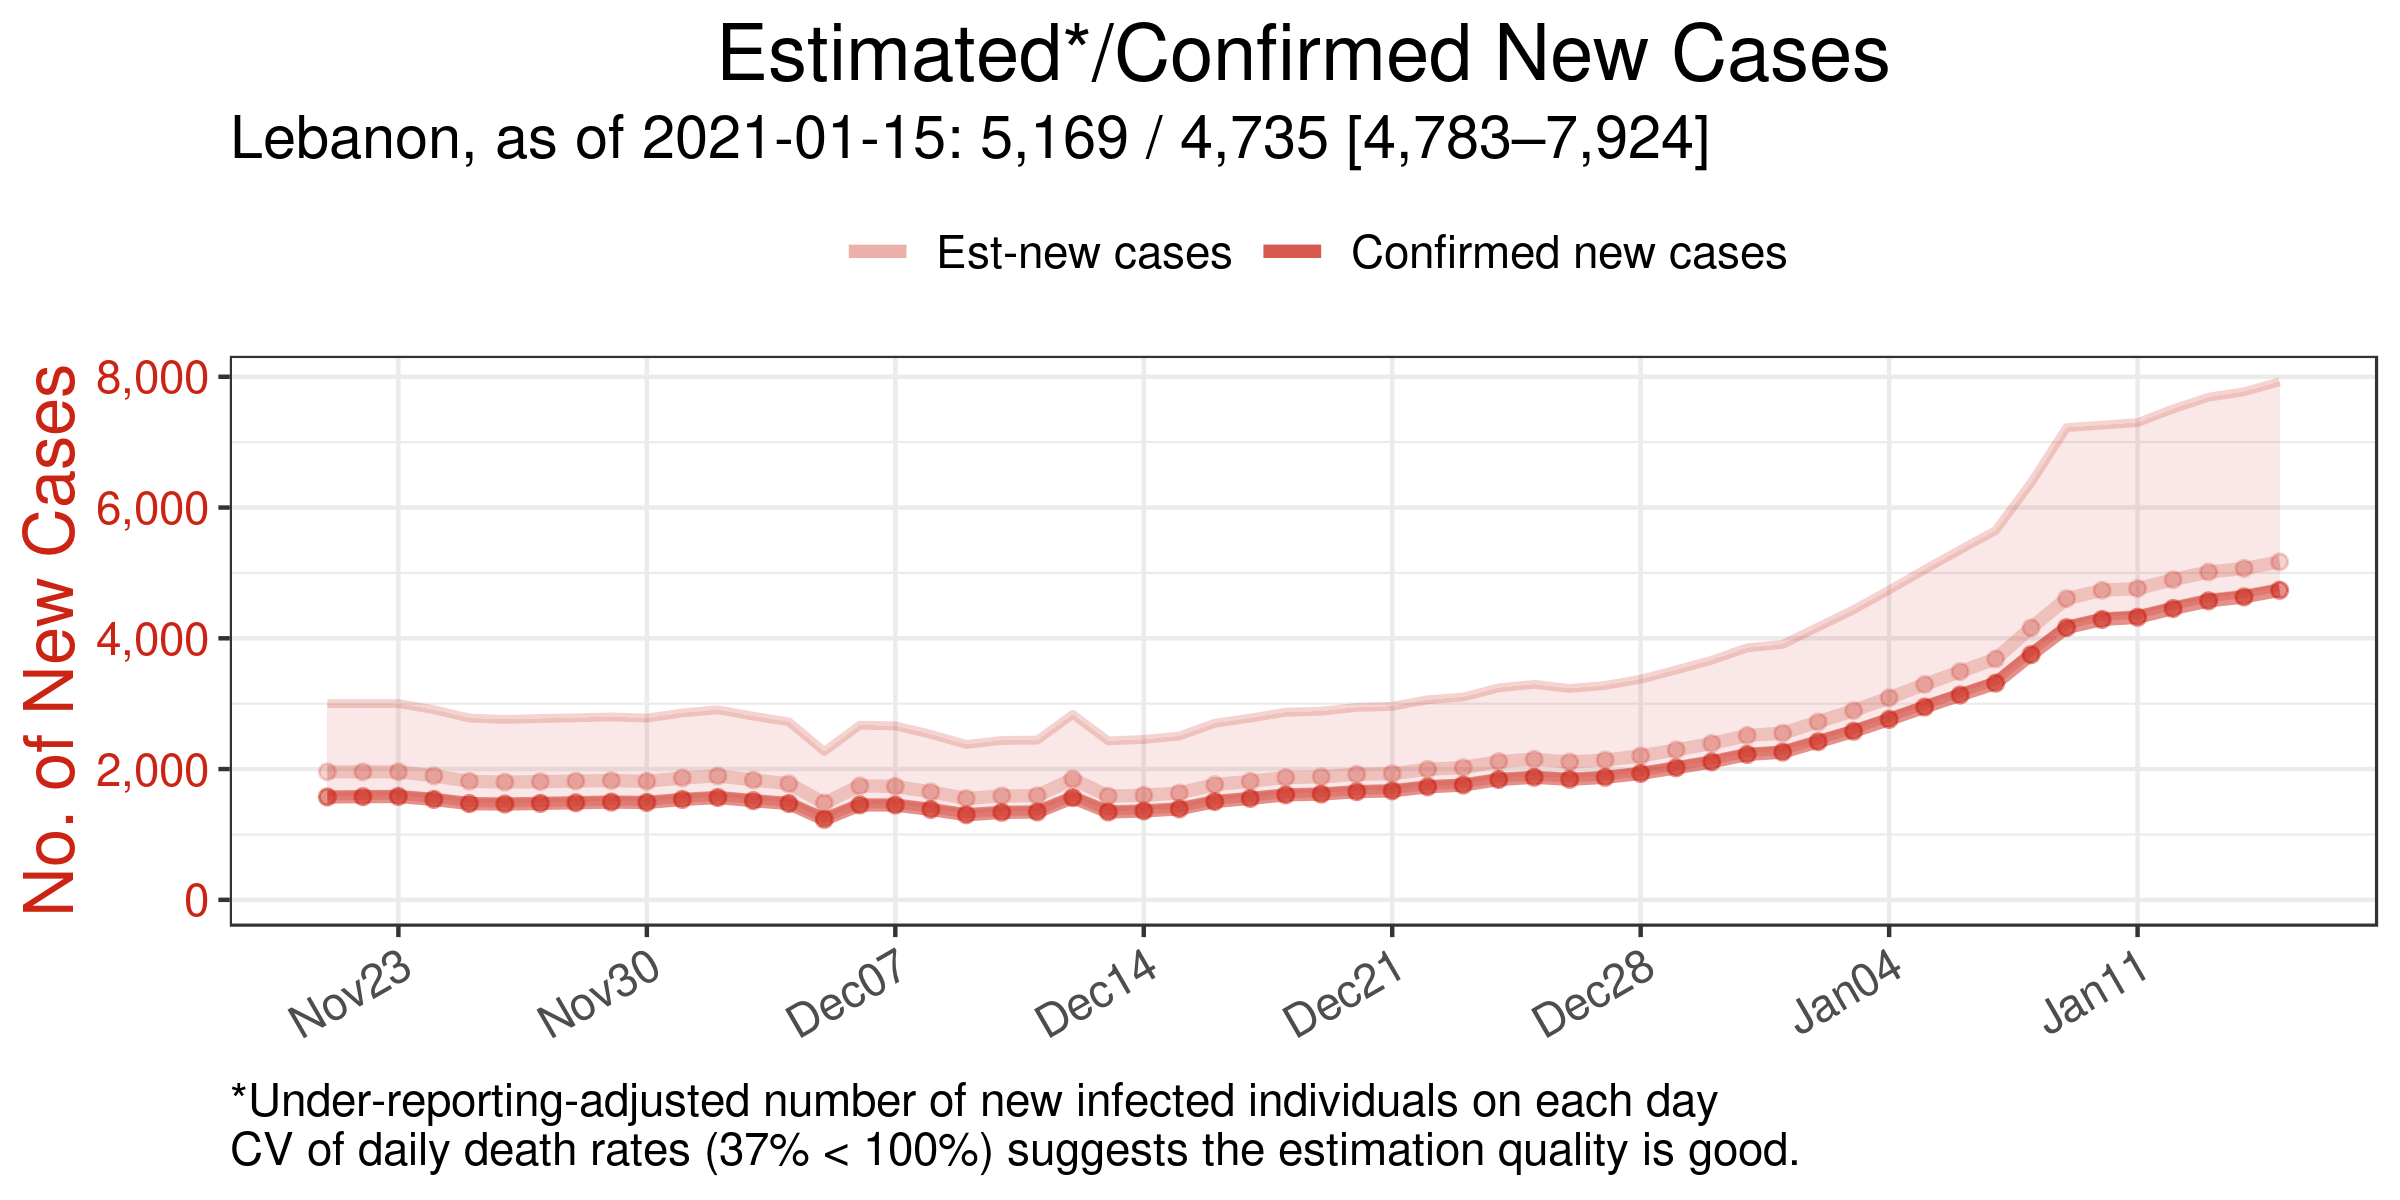 Estimated*/Confirmed New Cases
Lebanon, as of 2021-01-15: 5,169 / 4,735 [4,783–7,924]
Est-new cases
Confirmed new cases
No. of New Cases
8,000
6,000
4,000
2,000
0
Nov23
Nov30
Dec07
Dec14
Dec21
Dec28
Jan04
Jan11
*Under-reporting-adjusted number of new infected individuals on each day
CV of daily death rates (37% < 100%) suggests the estimation quality is good.